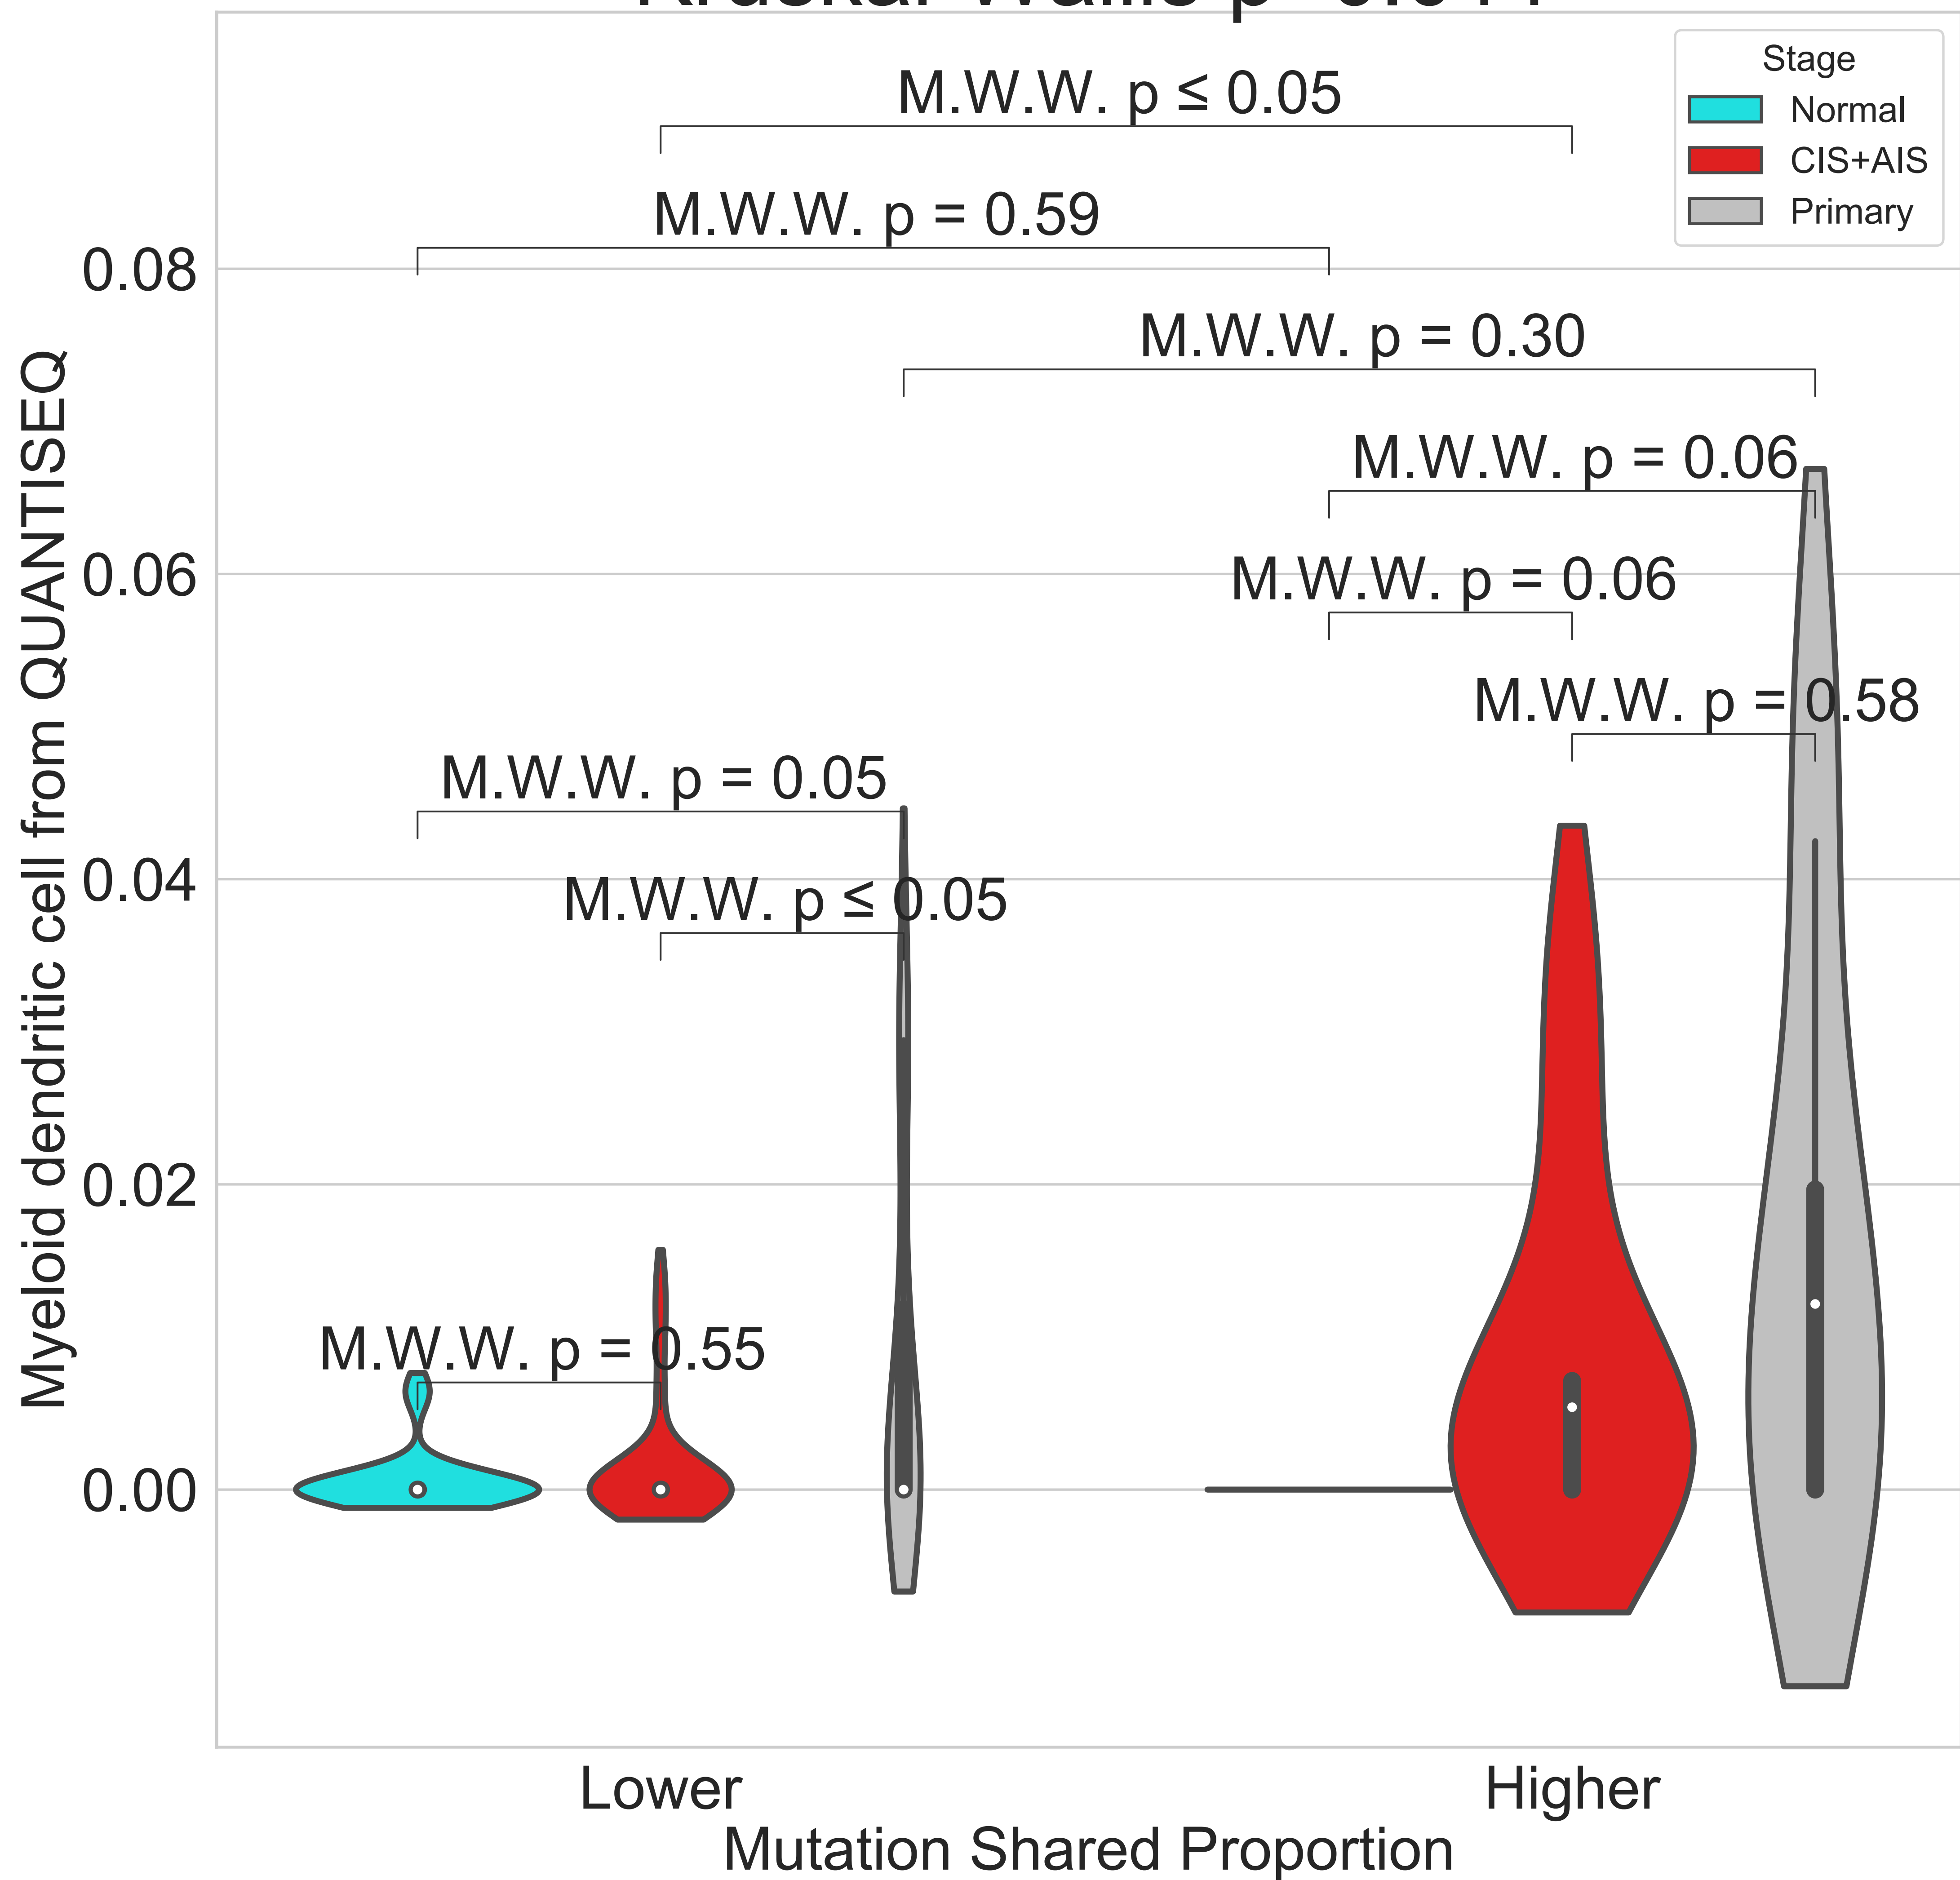 Stage
Normal
CIS+AIS
Primary
M.W.W. p ≤ 0.05
M.W.W. p = 0.59
M.W.W. p = 0.30
M.W.W. p = 0.06
M.W.W. p = 0.06
M.W.W. p = 0.58
M.W.W. p = 0.05
M.W.W. p ≤ 0.05
M.W.W. p = 0.55
0.08
0.06
0.04
0.02
0.00
Myeloid dendritic cell from QUANTISEQ
Lower
Higher
Mutation Shared Proportion